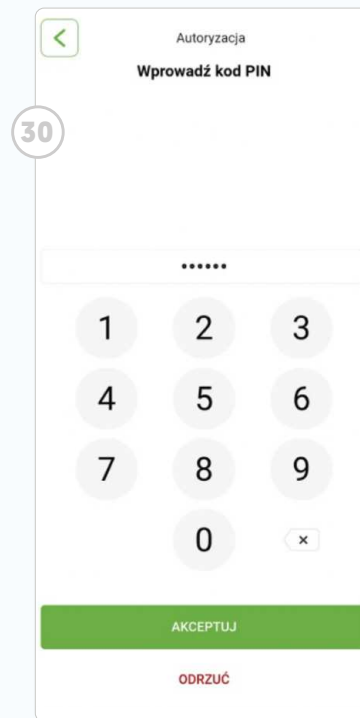 Autoryzacja
Wprowadź kod PIN
30
••••••
1 2 3
4 5 6
7 8 9
0 ×
AKCEPTUJ
ODRZUĆ